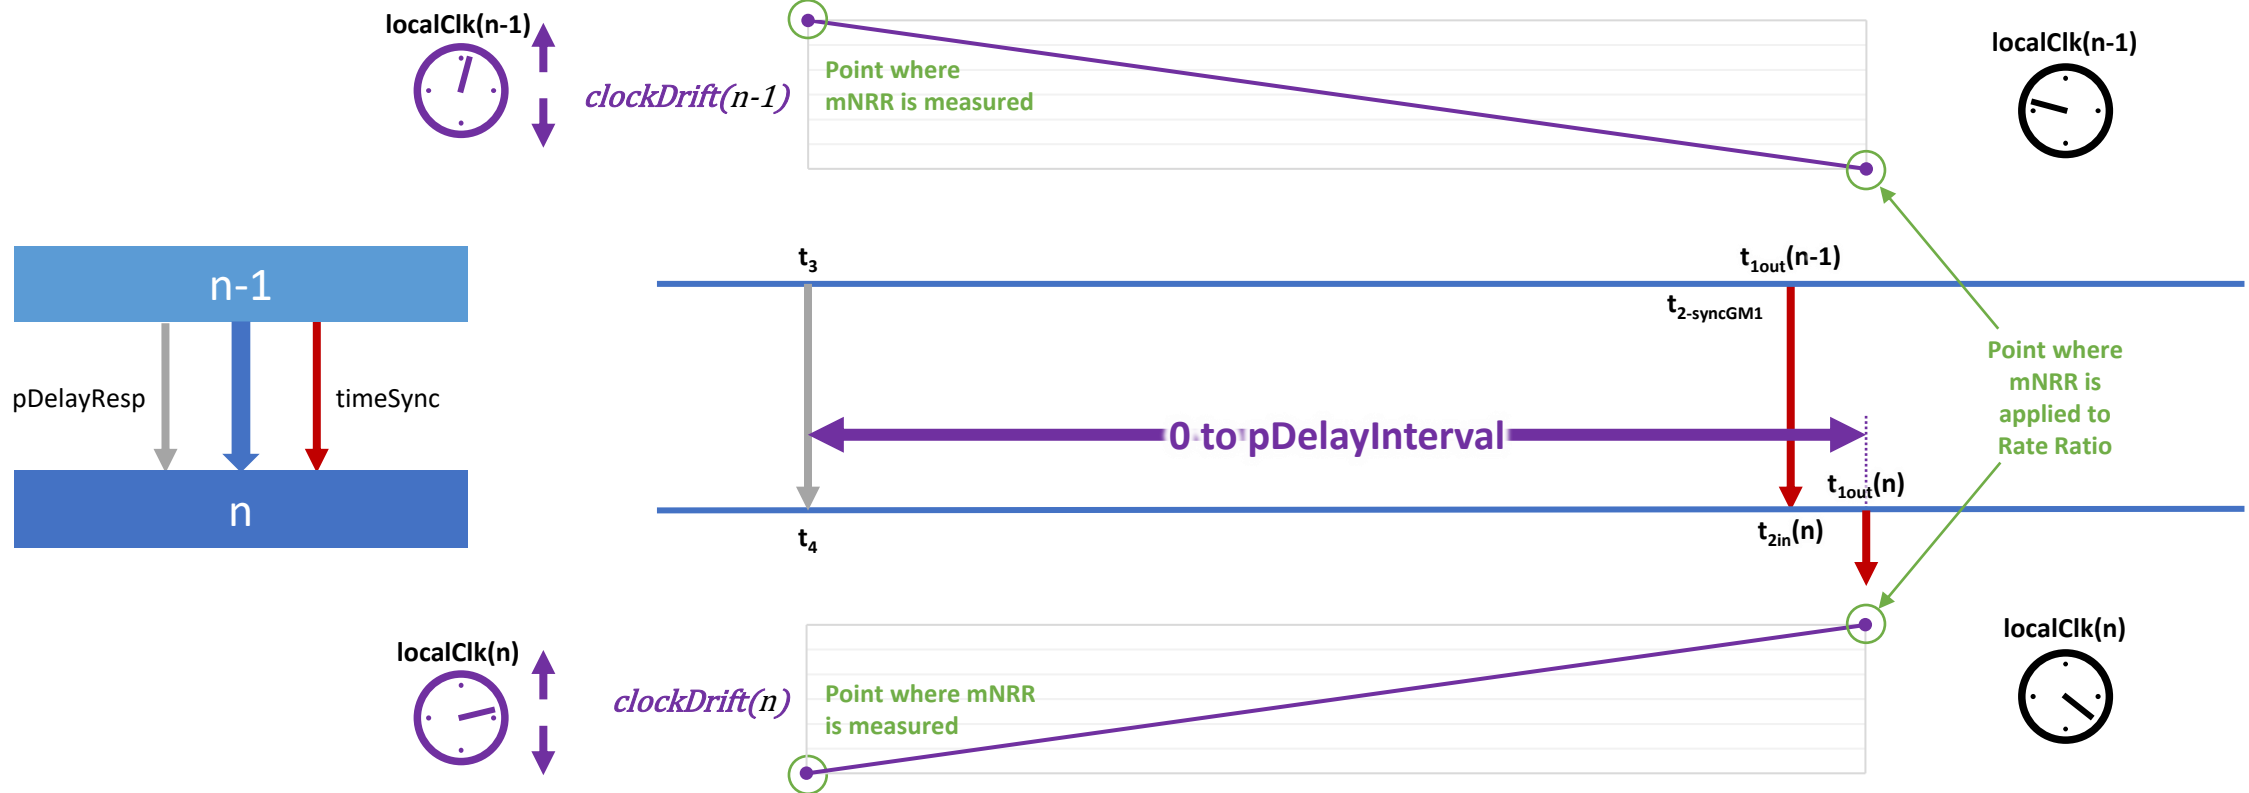 localClk(n-1)
clockDrift(n-1)
Point where
mNRR is measured
localClk(n-1)
n-1
pDelayResp
timeSync
n
t3
t1out(n-1)
t2-syncGM1
0 to pDelayInterval
t1out(n)
t4
t2in(n)
Point where
mNRR is
applied to
Rate Ratio
localClk(n)
clockDrift(n)
Point where mNRR
is measured
localClk(n)